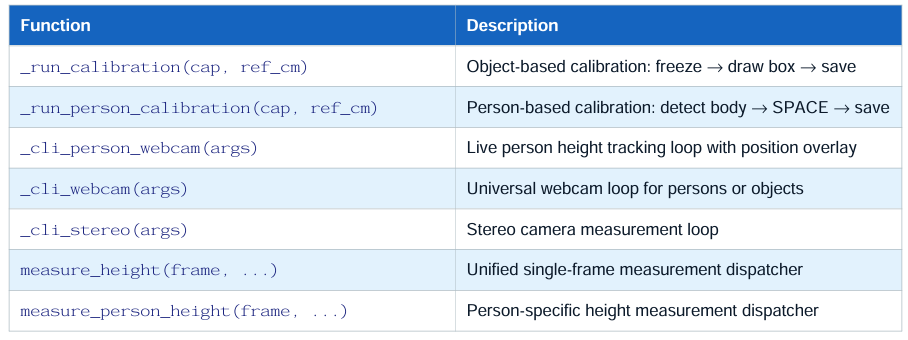 Function Description
_run_calibration(cap, ref_cm) Object-based calibration: freeze → draw box → save
_run_person_calibration(cap, ref_cm) Person-based calibration: detect body → SPACE → save
_cli_person_webcam(args) Live person height tracking loop with position overlay
_cli_webcam(args) Universal webcam loop for persons or objects
_cli_stereo(args) Stereo camera measurement loop
measure_height(frame, ...) Unified single-frame measurement dispatcher
measure_person_height(frame, ...) Person-specific height measurement dispatcher